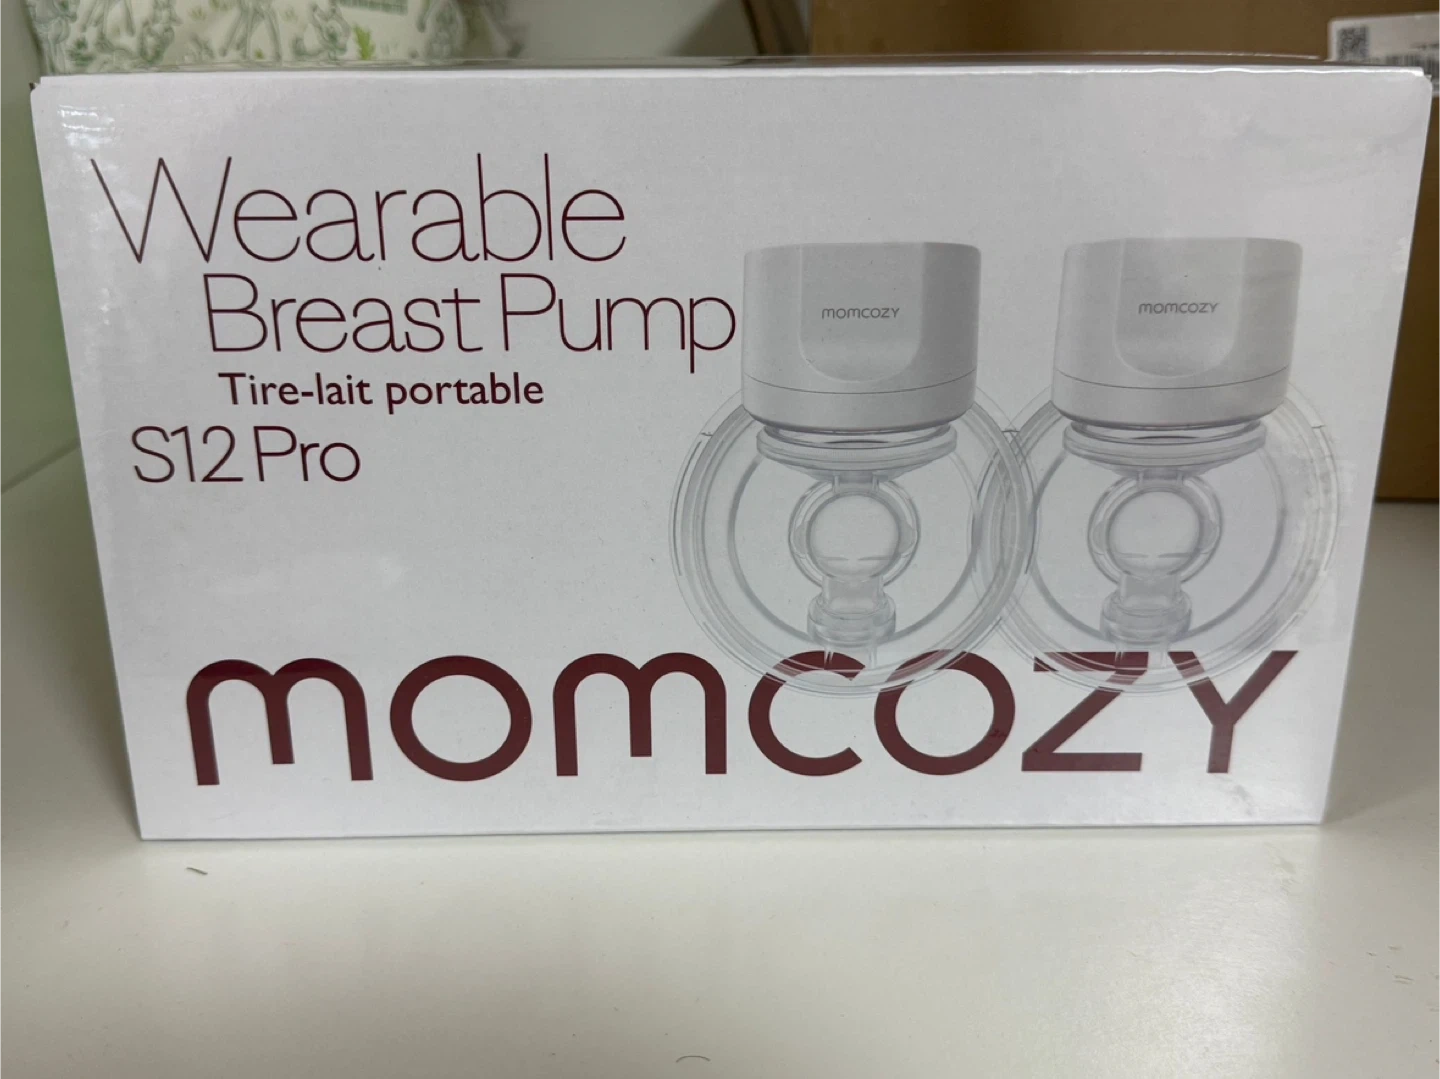 Wearable
Breast Pump
Tire-lait portable
S12 Pro
momcozy
momcozy
momcozy